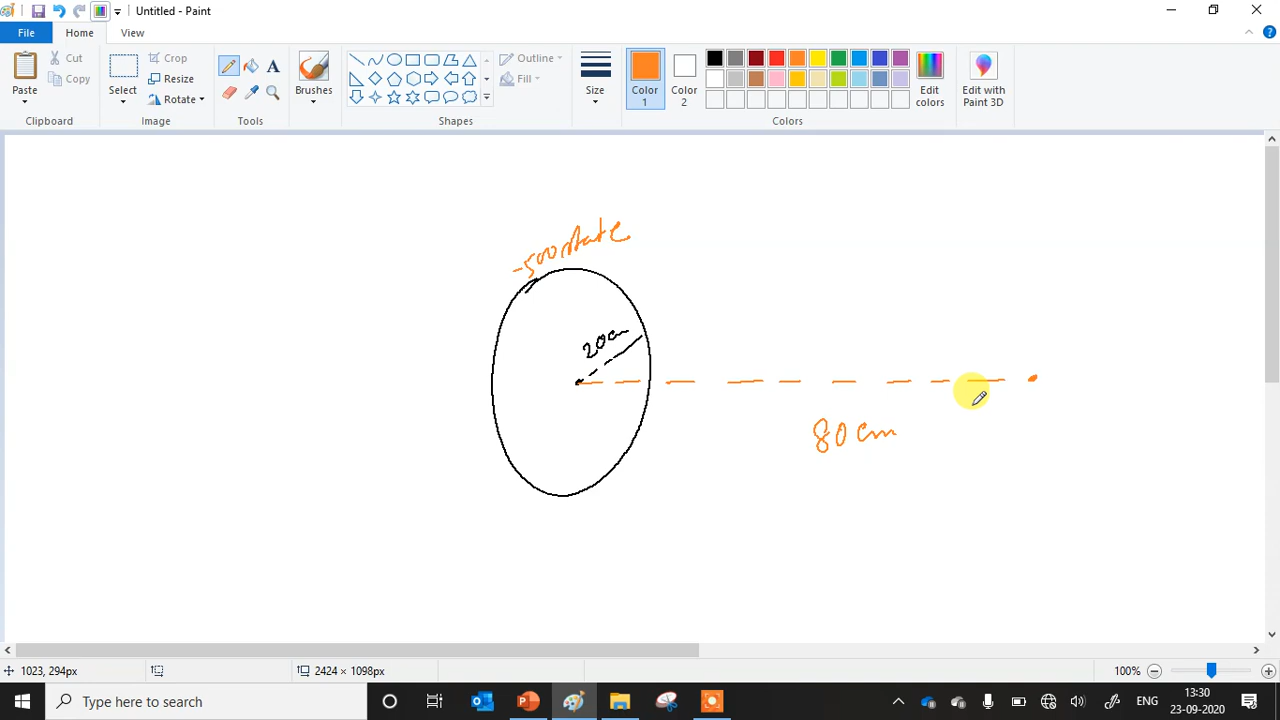 Untitled - Paint
File
Home
View
Paste
Cut
Copy
Clipboard
Select
Crop
Resize
Rotate
Image
A
Tools
Brushes
Outline
Fill
Shapes
Size
Color 1
Color 2
Edit colors
Colors
Edit with Paint 3D
20cm
80 cm
1023, 294px
2424 × 1098px
100%
Type here to search
ENG
13:30
23-09-2020